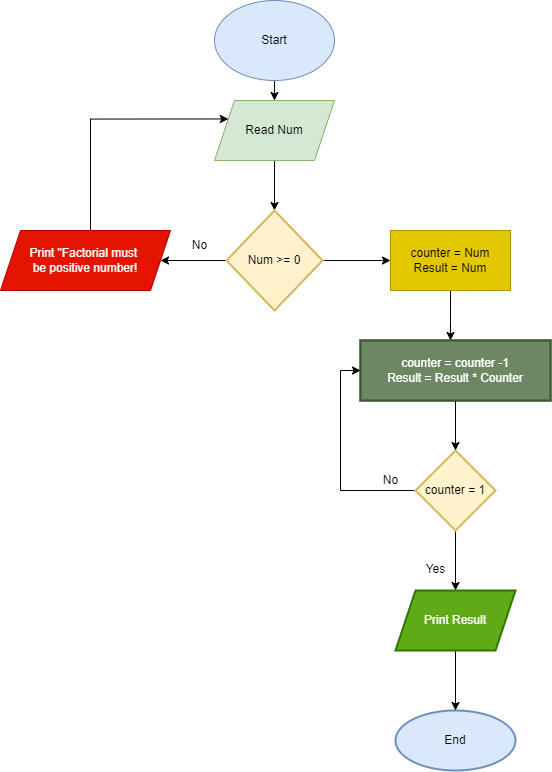 Start
Read Num
No
Print "Factorial must
be positive number!
Num >= 0
counter = Num
Result = Num
counter = counter -1
Result = Result * Counter
No
counter = 1
Yes
Print Result
End